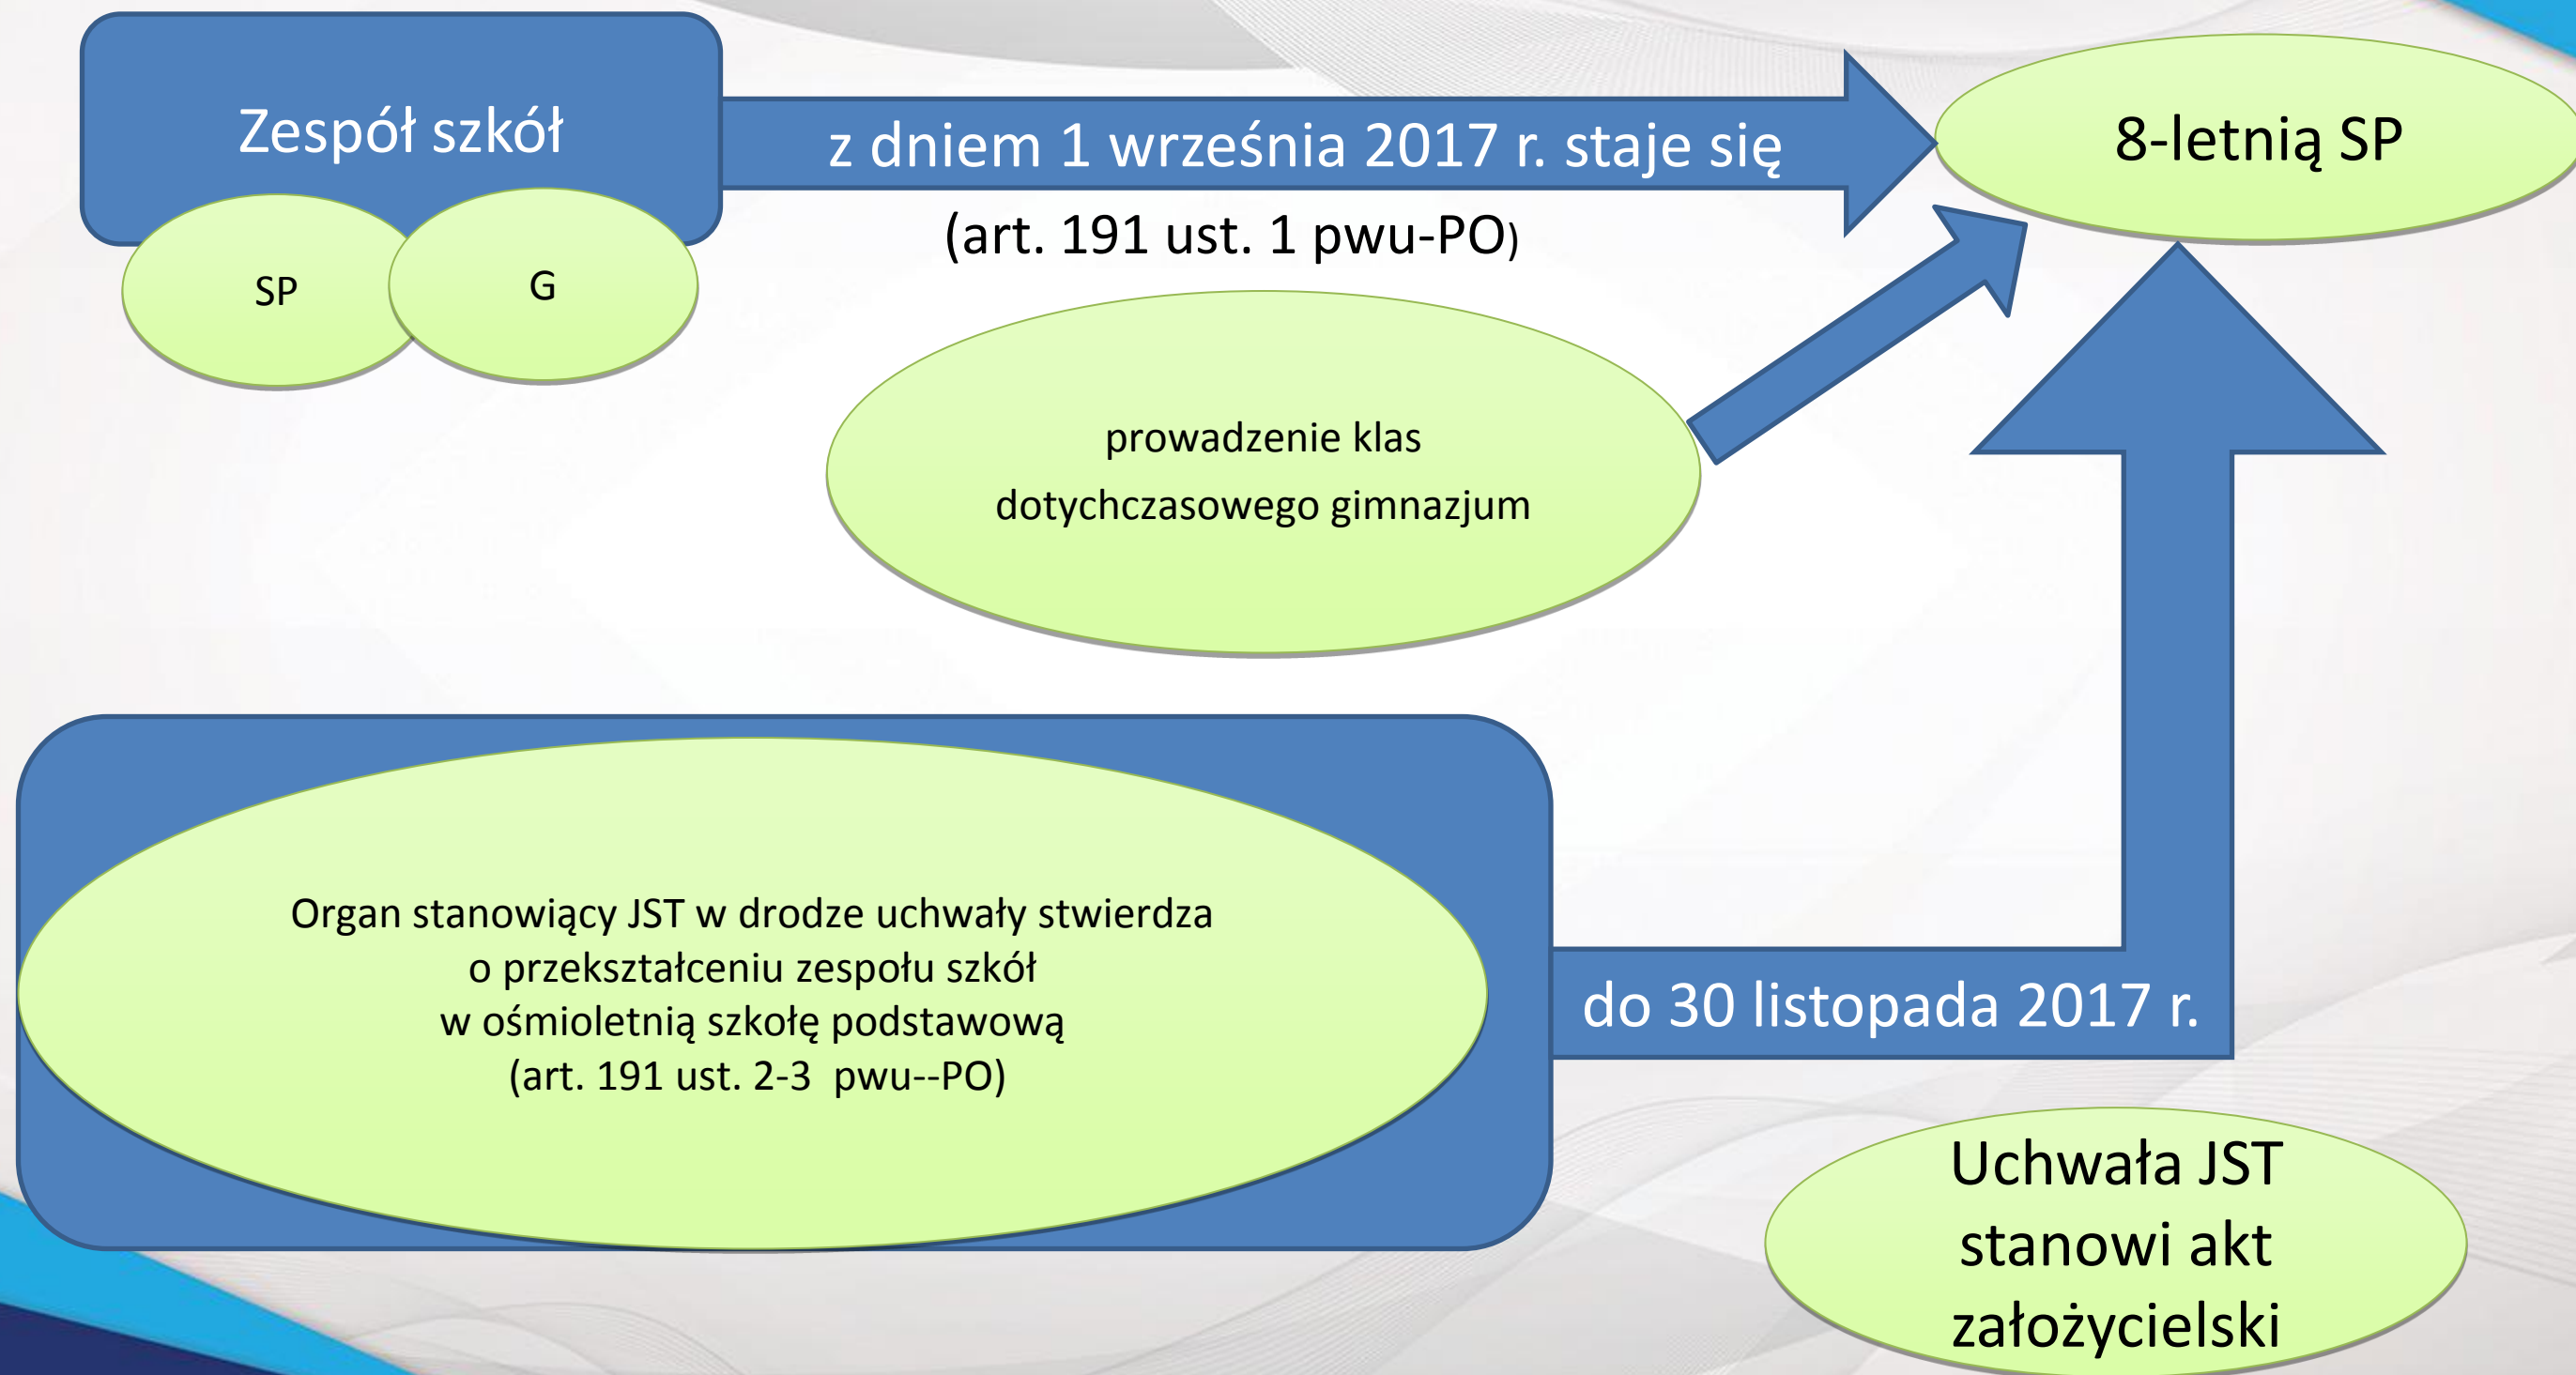 Zespół szkół
SP
G
z dniem 1 września 2017 r. staje się
(art. 191 ust. 1 pwu-PO)
8-letnią SP
prowadzenie klas
dotychczasowego gimnazjum
Organ stanowiący JST w drodze uchwały stwierdza
o przekształceniu zespołu szkół
w ośmioletnią szkołę podstawową
(art. 191 ust. 2-3  pwu--PO)
do 30 listopada 2017 r.
Uchwała JST
stanowi akt
założycielski